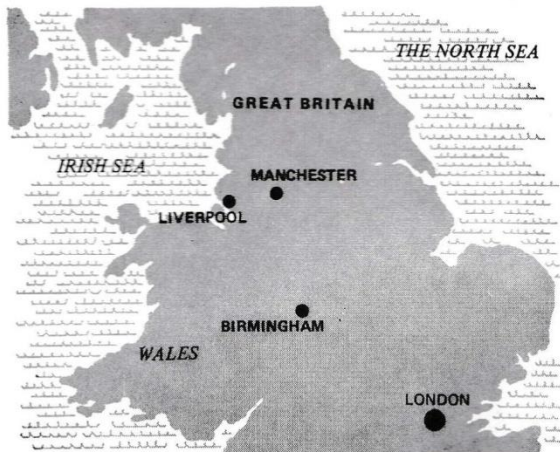 THE NORTH SEA
GREAT BRITAIN
IRISH SEA
MANCHESTER
LIVERPOOL
BIRMINGHAM
WALES
LONDON